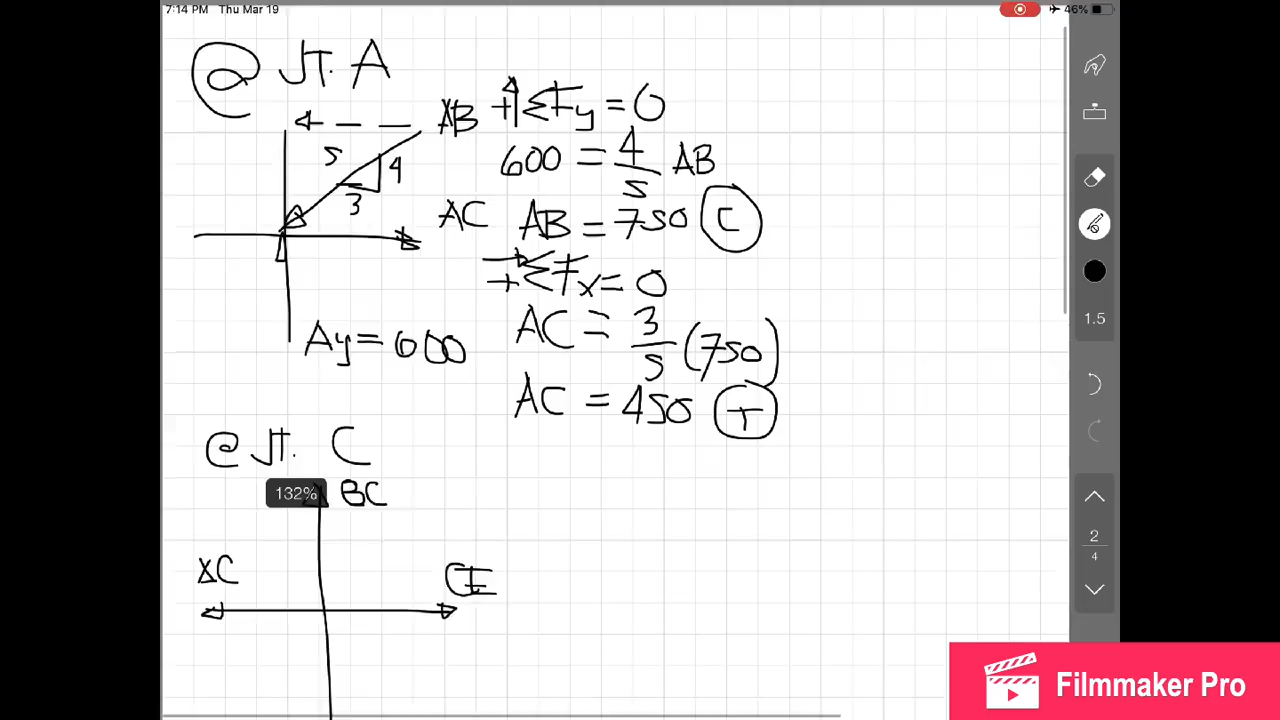 7:14 PM Thu Mar 19
46%
@ JT. A
AB
5
4
3
AC
Ay = 600
+ ΣFy = 0
600 = 4/5 AB
AB = 750 C
+ ΣFx = 0
AC = 3/5 (750)
AC = 450 T
@ JT. C
132%
BC
AC
CE
1.5
2
4
Filmmaker Pro